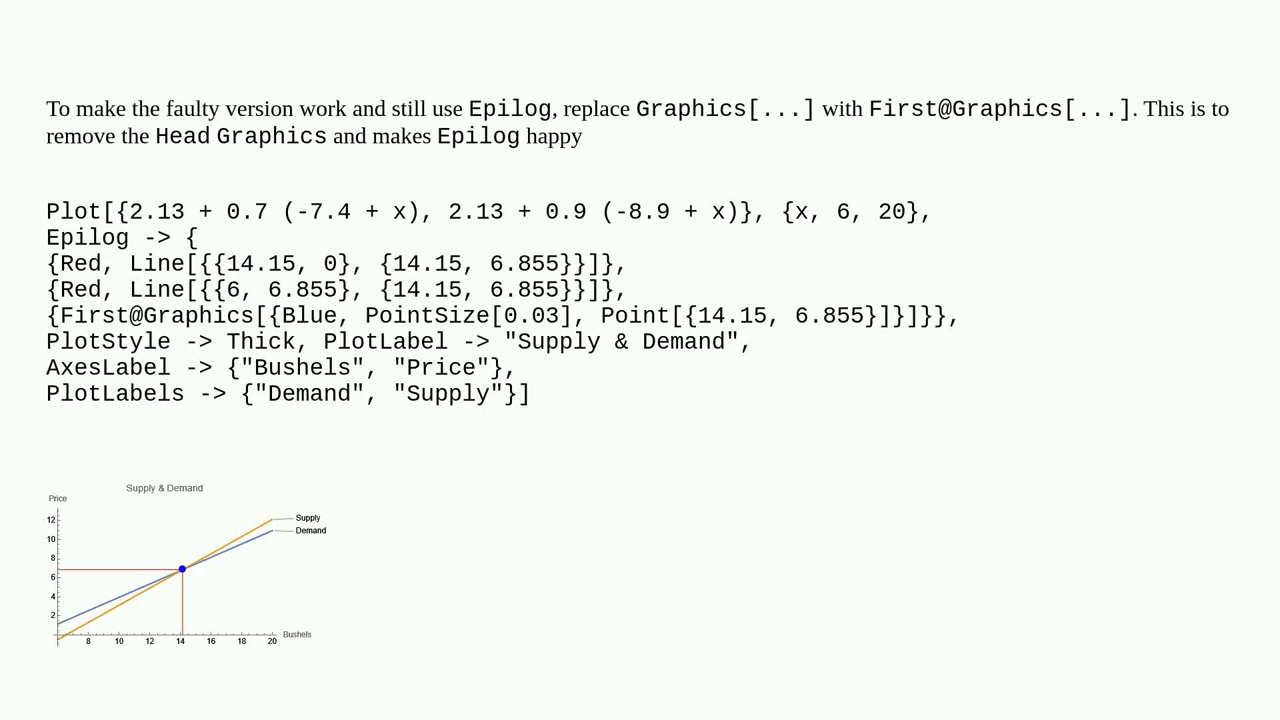 To make the faulty version work and still use Epilog, replace Graphics[...] with First@Graphics[...]. This is to
remove the Head Graphics and makes Epilog happy
Plot[{2.13 + 0.7 (-7.4 + x), 2.13 + 0.9 (-8.9 + x)}, {x, 6, 20},
Epilog -> {
{Red, Line[{{14.15, 0}, {14.15, 6.855}}]},
{Red, Line[{{6, 6.855}, {14.15, 6.855}}]},
{First@Graphics[{Blue, PointSize[0.03], Point[{14.15, 6.855}]}]}},
PlotStyle -> Thick, PlotLabel -> "Supply & Demand",
AxesLabel -> {"Bushels", "Price"},
PlotLabels -> {"Demand", "Supply"}]
Supply & Demand
Price
12
Supply
Demand
10
8
6
4
2
Bushels
8 10 12 14 16 18 20